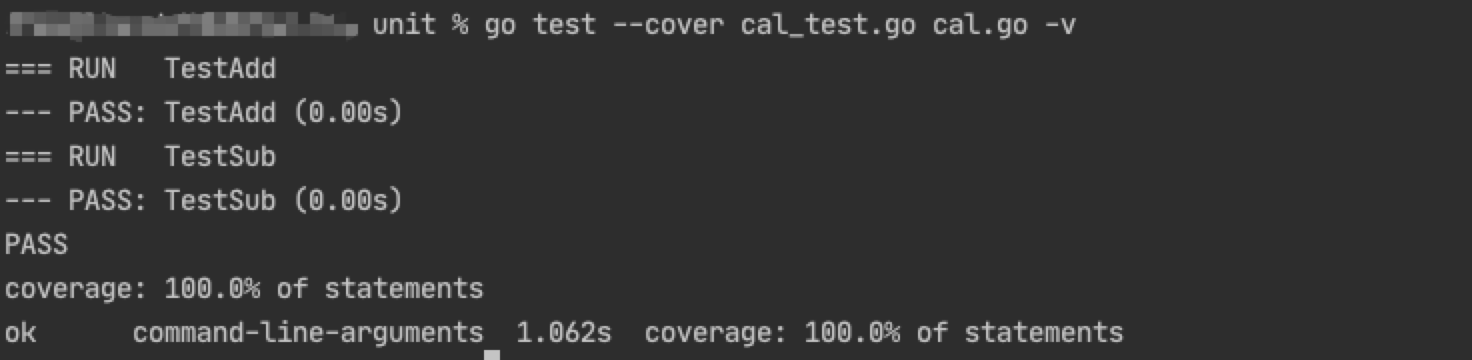 unit % go test --cover cal_test.go cal.go -v
=== RUN   TestAdd
--- PASS: TestAdd (0.00s)
=== RUN   TestSub
--- PASS: TestSub (0.00s)
PASS
coverage: 100.0% of statements
ok      command-line-arguments  1.062s  coverage: 100.0% of statements